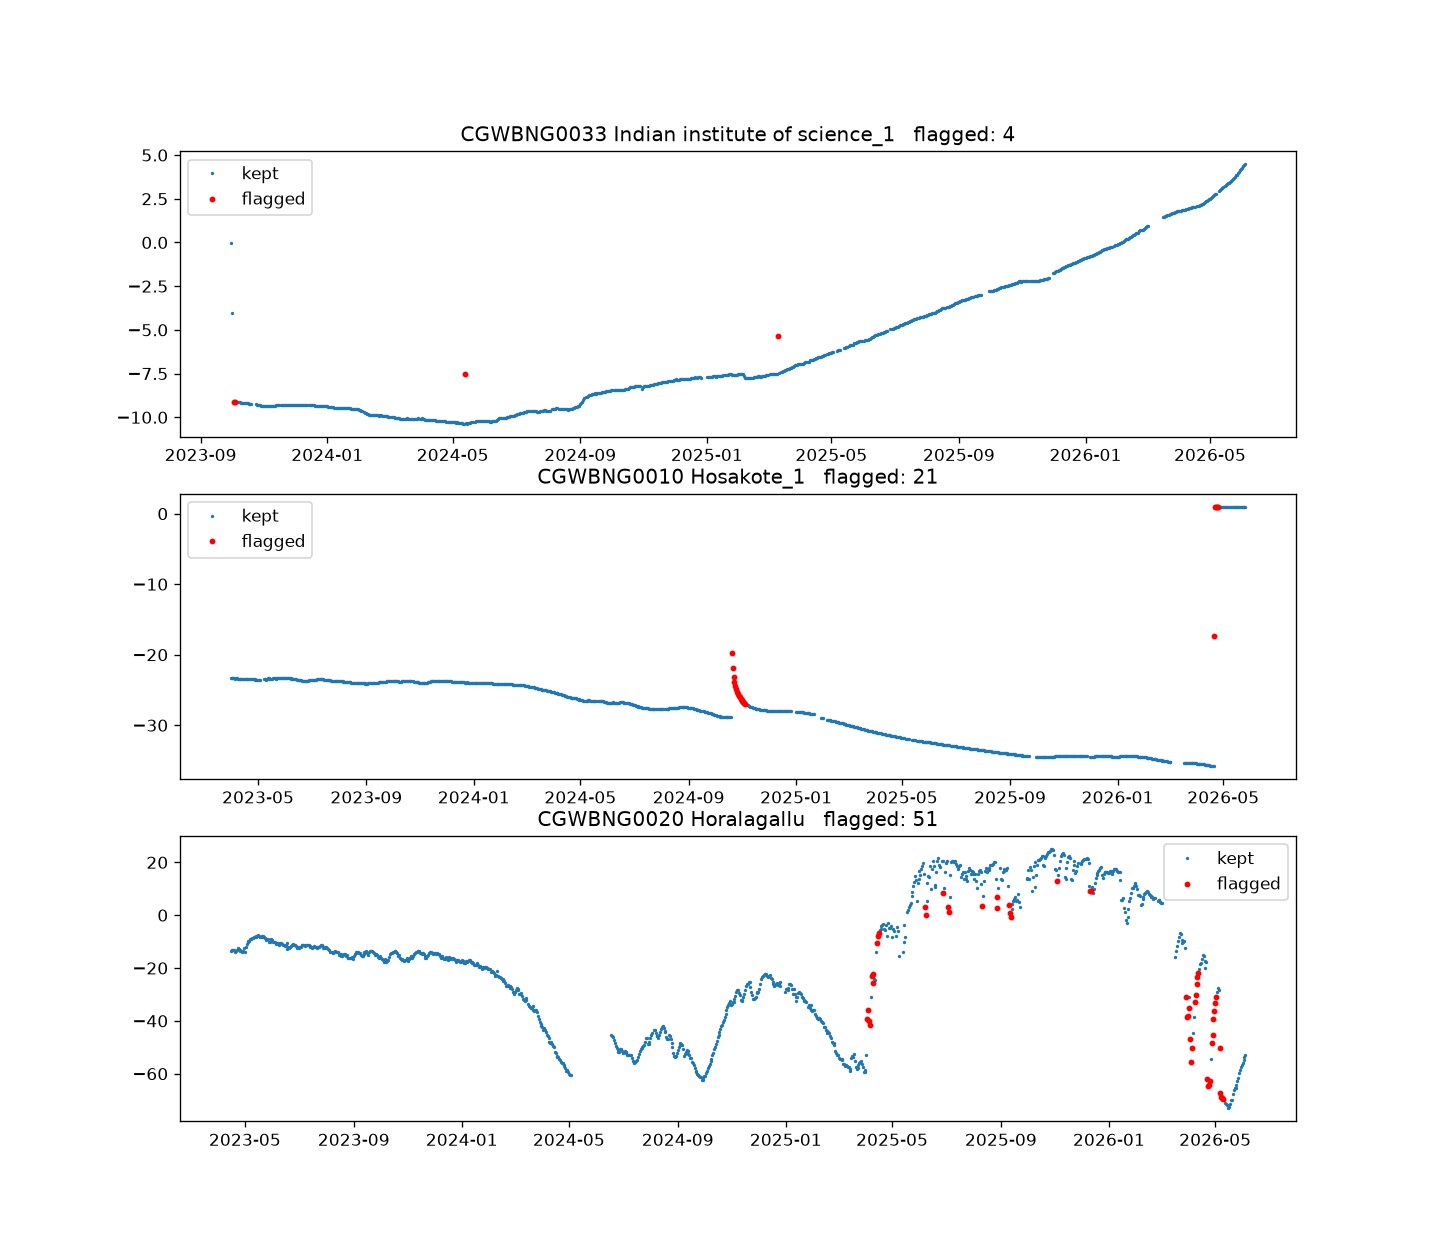 CGWBNG0033 Indian institute of science_1   flagged: 4
5.0
2.5
0.0
−2.5
−5.0
−7.5
−10.0
kept
flagged
2023-09 2024-01 2024-05 2024-09 2025-01 2025-05 2025-09 2026-01 2026-05
CGWBNG0010 Hosakote_1   flagged: 21
0
−10
−20
−30
kept
flagged
2023-05 2023-09 2024-01 2024-05 2024-09 2025-01 2025-05 2025-09 2026-01 2026-05
CGWBNG0020 Horalagallu   flagged: 51
20
0
−20
−40
−60
kept
flagged
2023-05 2023-09 2024-01 2024-05 2024-09 2025-01 2025-05 2025-09 2026-01 2026-05